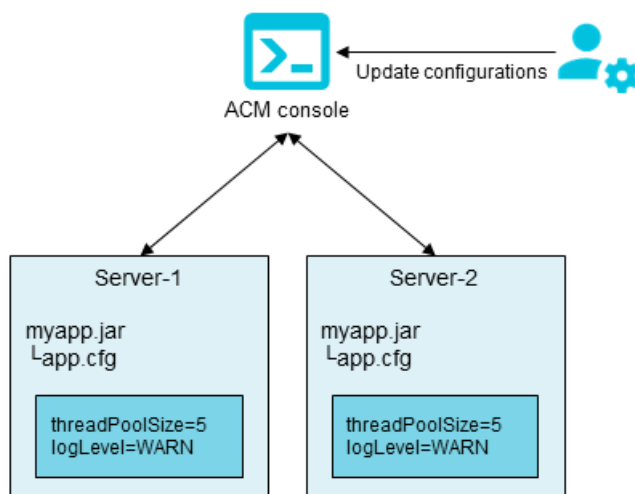 Update configurations
ACM console
Server-1
myapp.jar
└app.cfg
threadPoolSize=5
logLevel=WARN
Server-2
myapp.jar
└app.cfg
threadPoolSize=5
logLevel=WARN